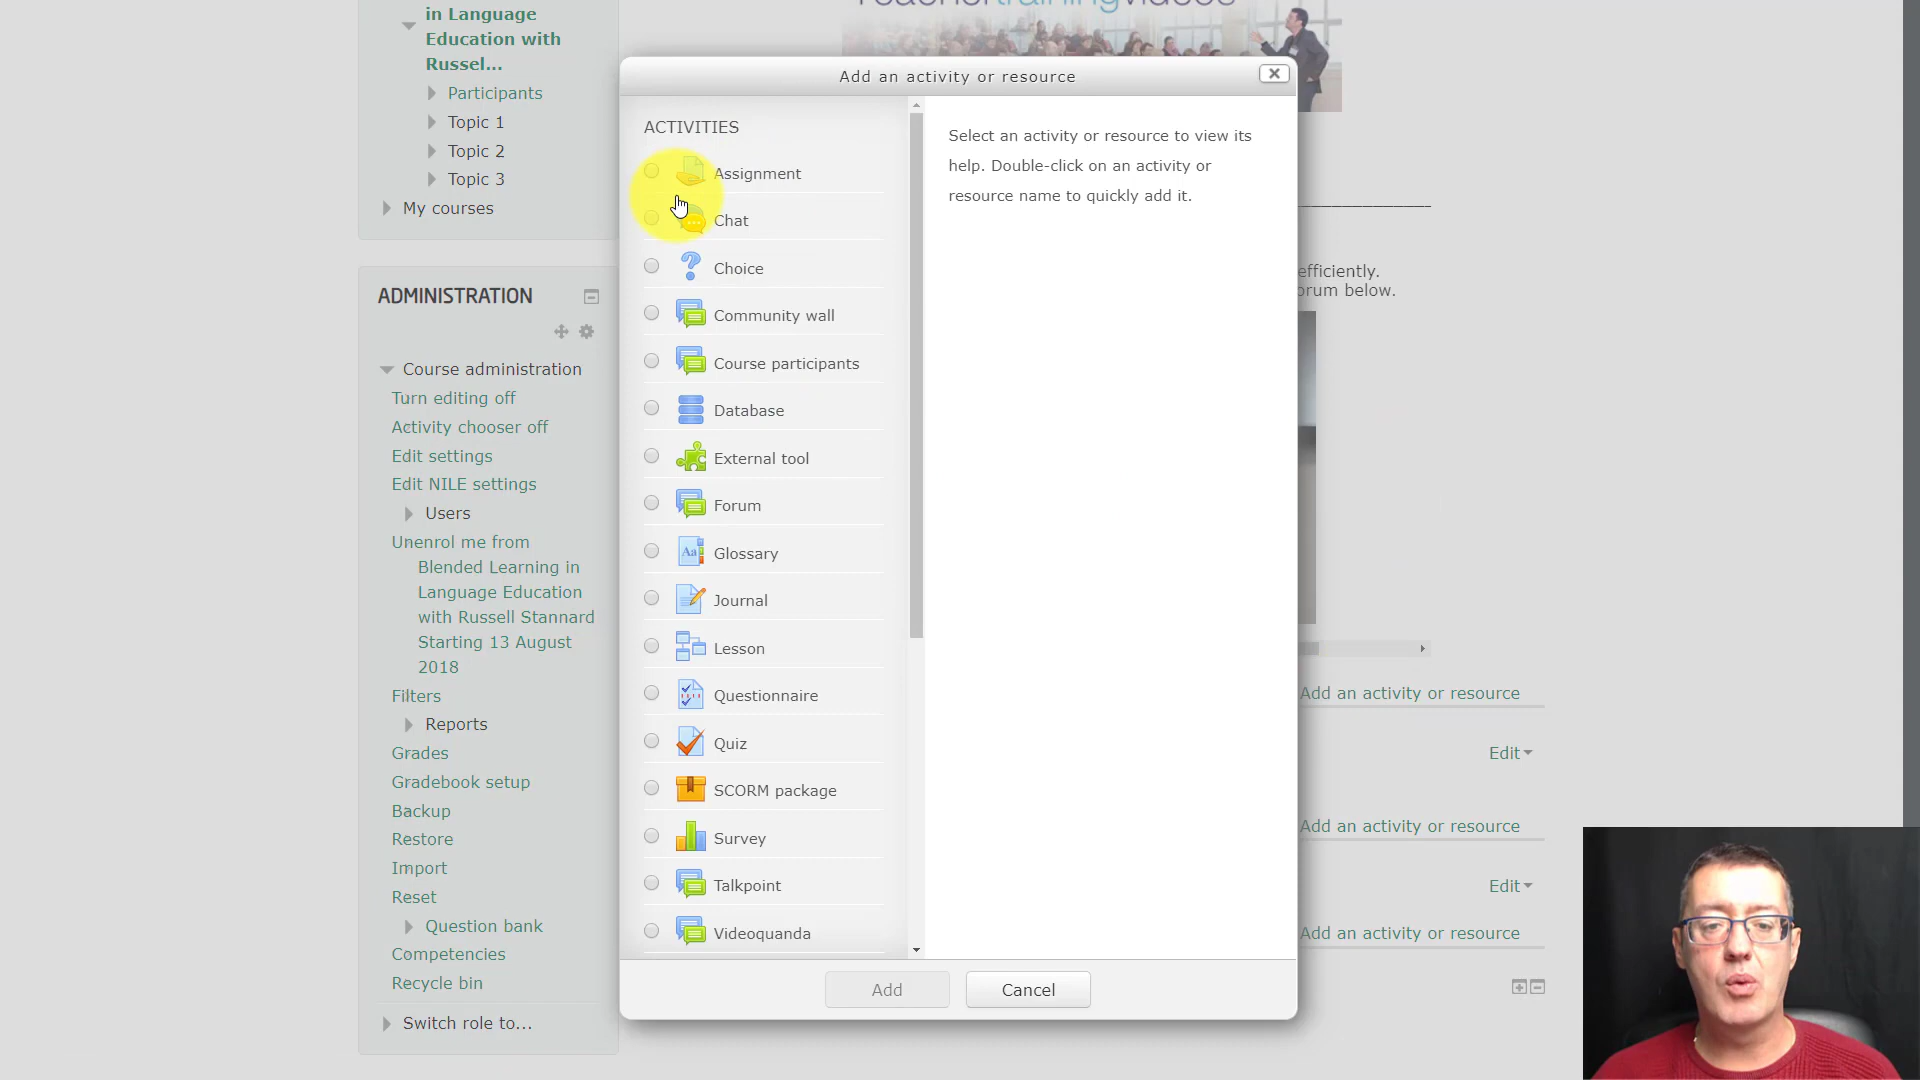 in Language
Education with
Russel...
Participants
Topic 1
Topic 2
Topic 3
My courses
ADMINISTRATION
Course administration
Turn editing off
Activity chooser off
Edit settings
Edit NILE settings
Users
Unenrol me from
Blended Learning in
Language Education
with Russell Stannard
Starting 13 August
2018
Filters
Reports
Grades
Gradebook setup
Backup
Restore
Import
Reset
Question bank
Competencies
Recycle bin
Switch role to...
Add an activity or resource
ACTIVITIES
Assignment
Chat
Choice
Community wall
Course participants
Database
External tool
Forum
Glossary
Journal
Lesson
Questionnaire
Quiz
SCORM package
Survey
Talkpoint
Videoquanda
Select an activity or resource to view its
help. Double-click on an activity or
resource name to quickly add it.
Add
Cancel
Teachertrainingvideos
efficiently.
orum below.
Add an activity or resource
Edit
Add an activity or resource
Edit
Add an activity or resource